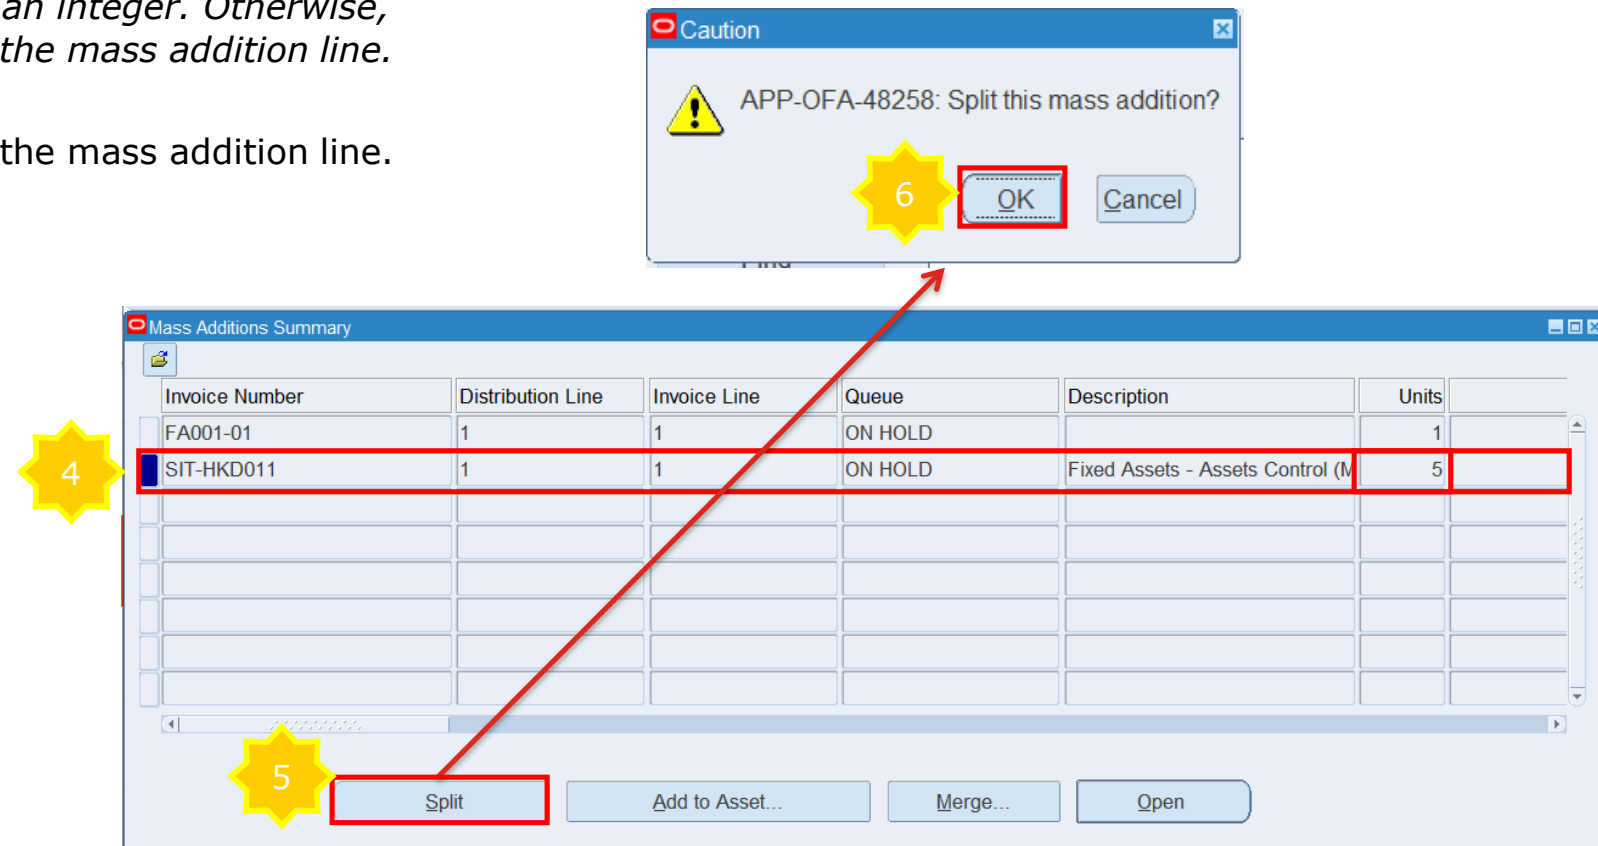 an integer. Otherwise,
the mass addition line.
the mass addition line.
Caution
APP-OFA-48258: Split this mass addition?
6
OK
Cancel
Mass Additions Summary
Invoice Number Distribution Line Invoice Line Queue Description Units
FA001-01 1 1 ON HOLD 1
4
SIT-HKD011 1 1 ON HOLD Fixed Assets - Assets Control (M 5
5
Split
Add to Asset...
Merge...
Open